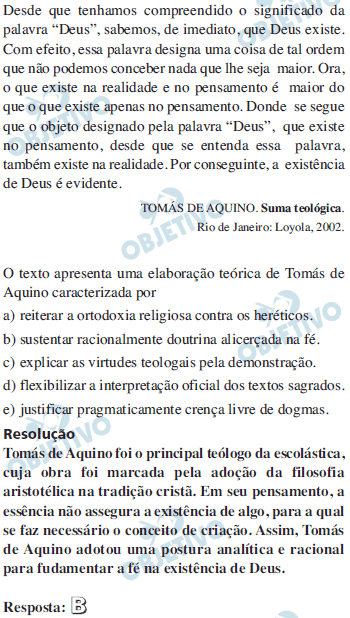 Desde que tenhamos compreendido o significado da
palavra “Deus”, sabemos, de imediato, que Deus existe.
Com efeito, essa palavra designa uma coisa de tal ordem
que não podemos conceber nada que lhe seja maior. Ora,
o que existe na realidade e no pensamento é maior do
que o que existe apenas no pensamento. Donde se segue
que o objeto designado pela palavra “Deus”, que existe
no pensamento, desde que se entenda essa palavra,
também existe na realidade. Por conseguinte, a existência
de Deus é evidente.
TOMÁS DE AQUINO. Suma teológica.
Rio de Janeiro: Loyola, 2002.
O texto apresenta uma elaboração teórica de Tomás de
Aquino caracterizada por
a) reiterar a ortodoxia religiosa contra os heréticos.
b) sustentar racionalmente doutrina alicerçada na fé.
c) explicar as virtudes teologais pela demonstração.
d) flexibilizar a interpretação oficial dos textos sagrados.
e) justificar pragmaticamente crença livre de dogmas.
Resolução
Tomás de Aquino foi o principal teólogo da escolástica,
cuja obra foi marcada pela adoção da filosofia
aristotélica na tradição cristã. Em seu pensamento, a
essência não assegura a existência de algo, para a qual
se faz necessário o conceito de criação. Assim, Tomás
de Aquino adotou uma postura analítica e racional
para fudamentar a fé na existência de Deus.
Resposta: B
OBJETIVO
OBJETIVO
OBJETIVO
OBJETIVO
OBJETIVO
OBJETIVO